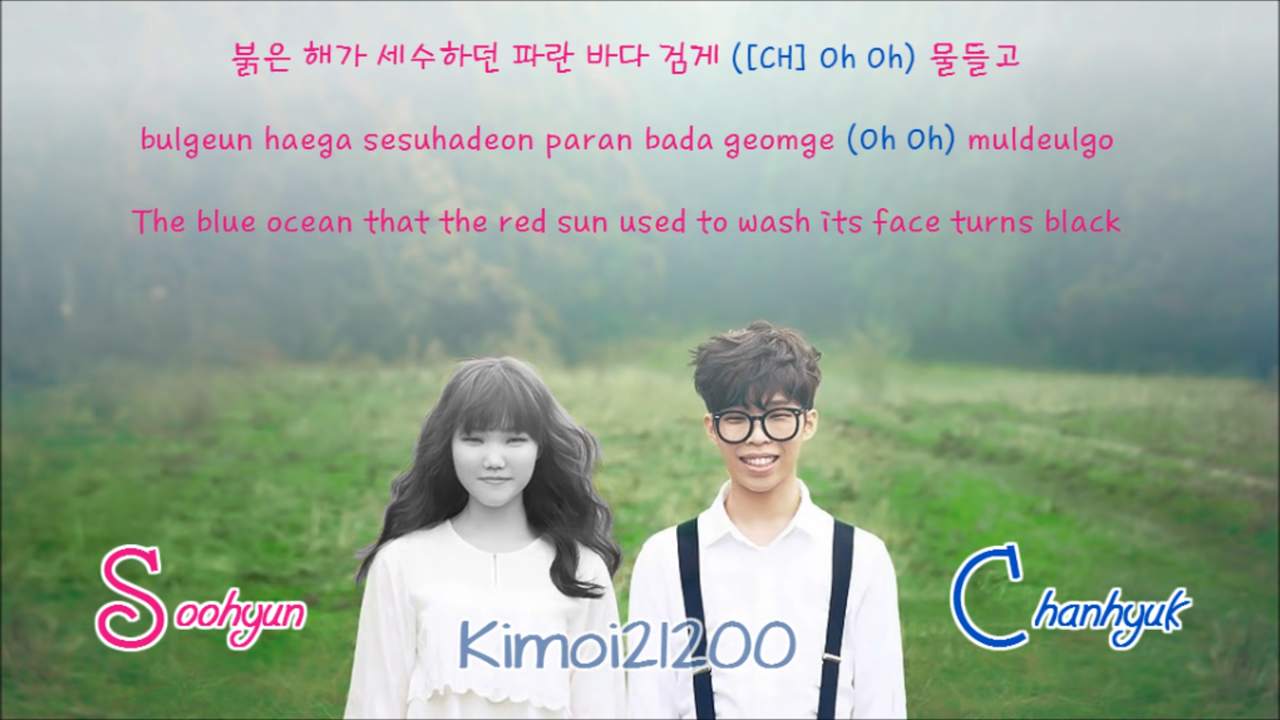 붉은 해가 세수하던 파란 바다 검게 ([CH] Oh Oh) 물들고
bulgeun haega sesuhadeon paran bada geomge (Oh Oh) muldeulgo
The blue ocean that the red sun used to wash its face turns black
Soohyun
Chanhyuk
Kimoi21200